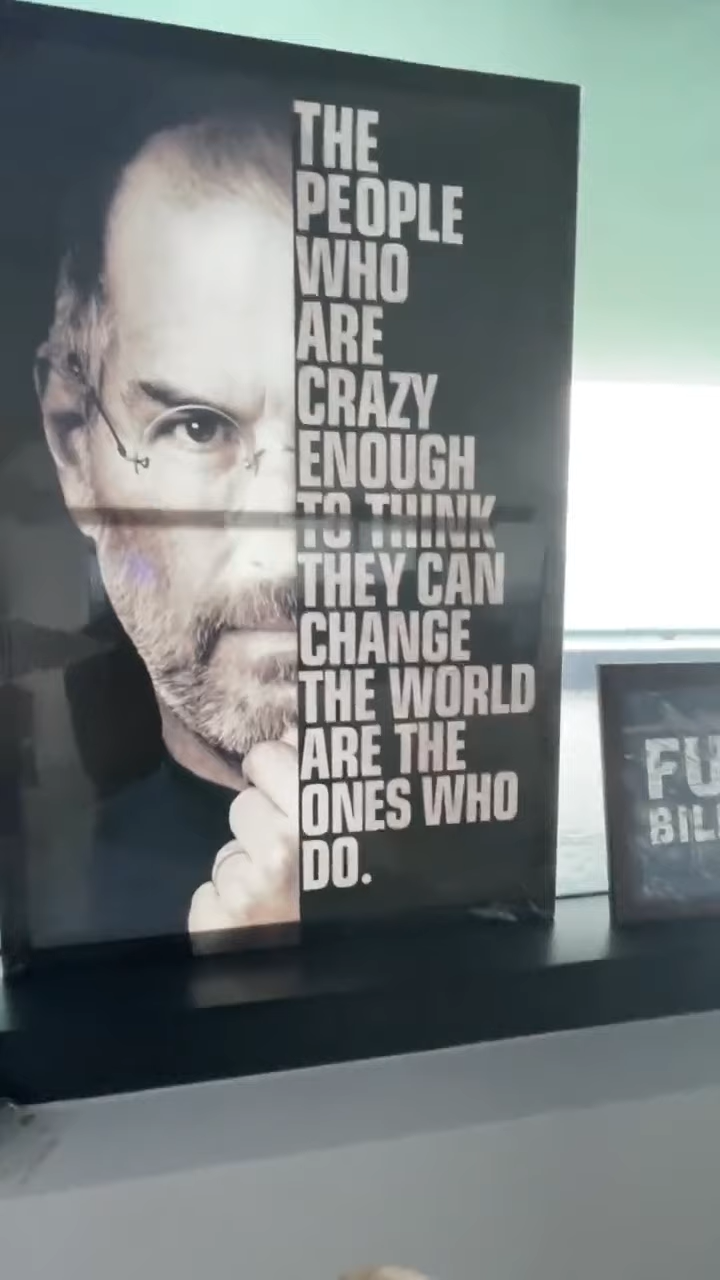 THE
PEOPLE
WHO
ARE
CRAZY
ENOUGH
TO THINK
THEY CAN
CHANGE
THE WORLD
ARE THE
ONES WHO
DO.